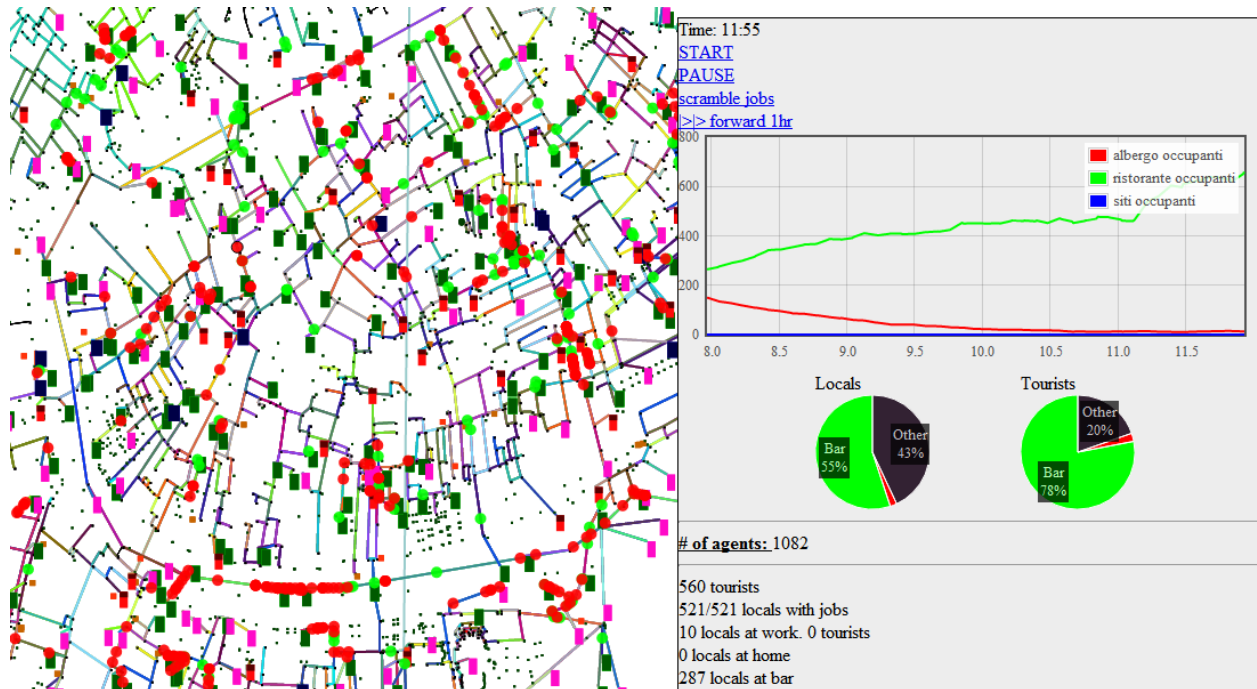 Time: 11:55
START
PAUSE
scramble jobs
|>|> forward 1hr
800
600
400
200
0
albergo occupanti
ristorante occupanti
siti occupanti
8.0 8.5 9.0 9.5 10.0 10.5 11.0 11.5
Locals Tourists
Bar
55%
Other
43%
Other
20%
Bar
78%
# of agents: 1082
560 tourists
521/521 locals with jobs
10 locals at work. 0 tourists
0 locals at home
287 locals at bar